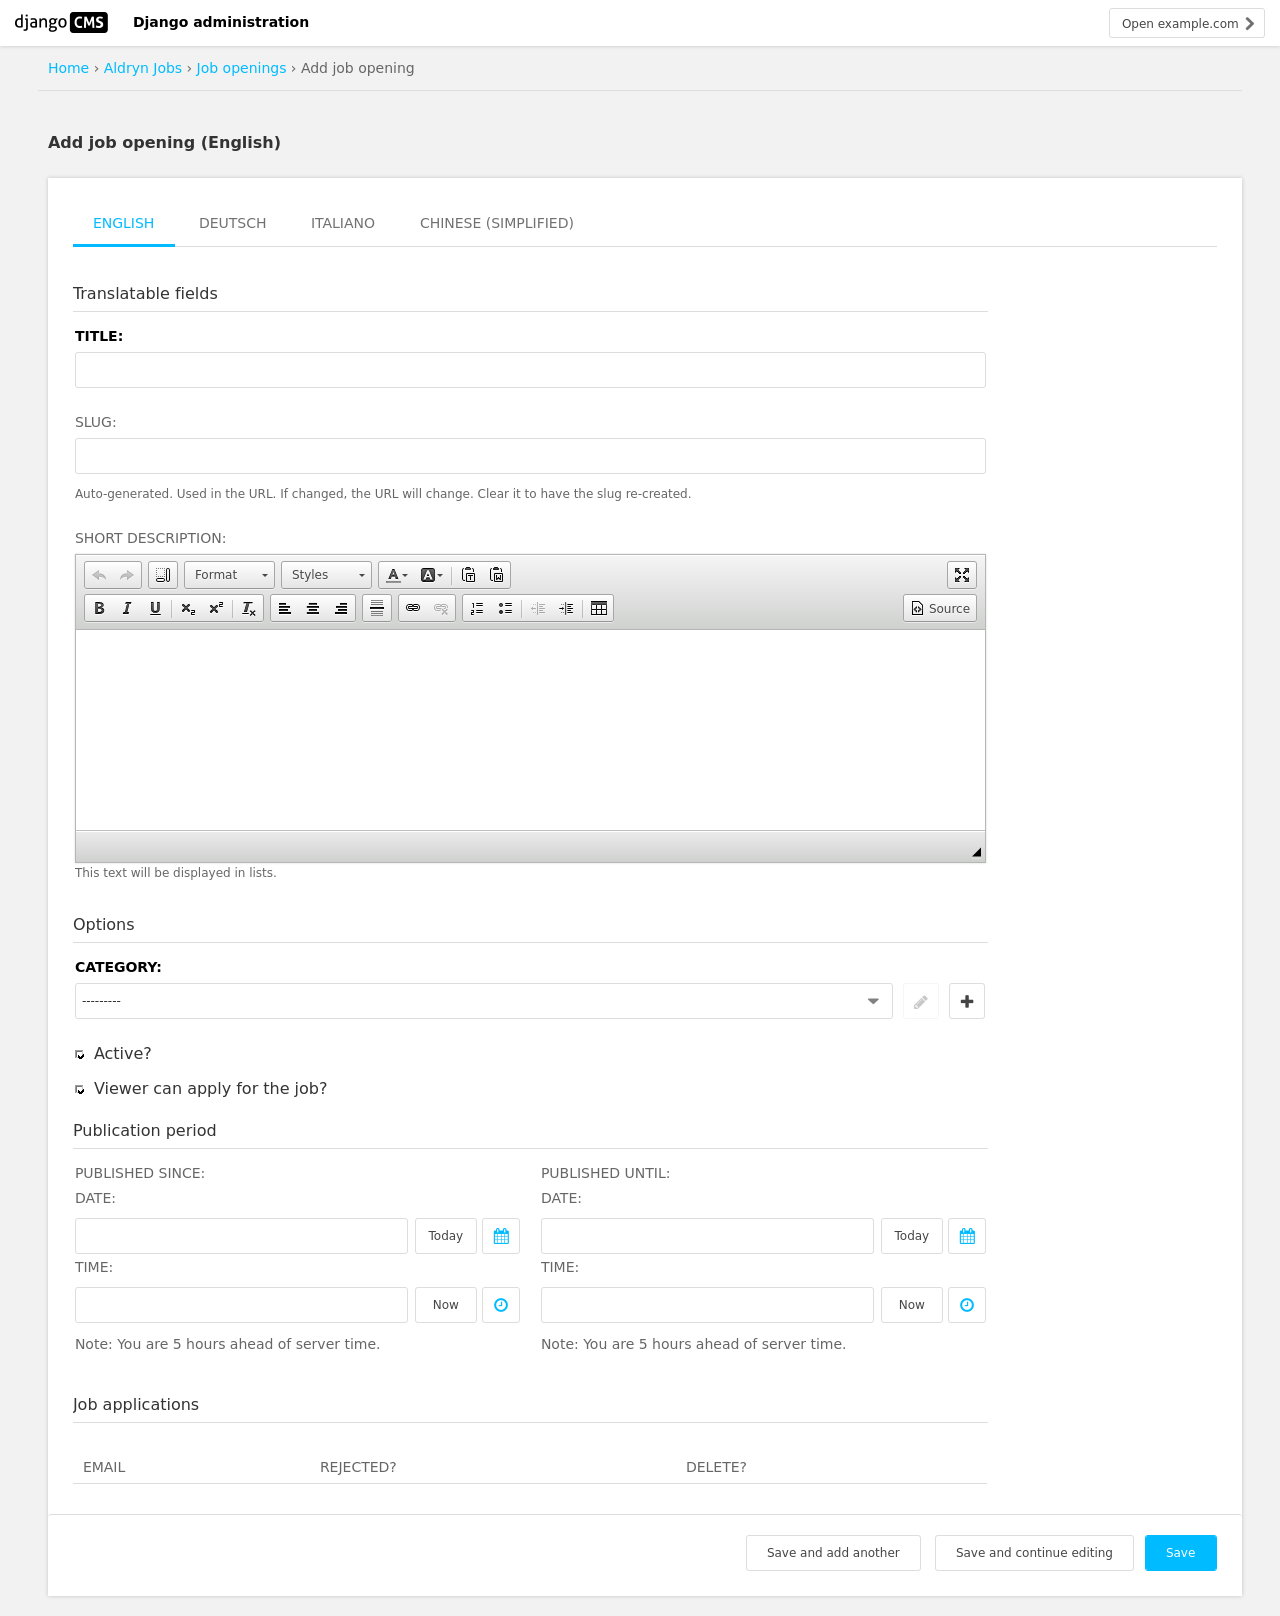 django CMS Django administration Open example.com
Home › Aldryn Jobs › Job openings › Add job opening
Add job opening (English)
ENGLISH DEUTSCH ITALIANO CHINESE (SIMPLIFIED)
Translatable fields
TITLE:
SLUG:
Auto-generated. Used in the URL. If changed, the URL will change. Clear it to have the slug re-created.
SHORT DESCRIPTION:
Format Styles
Source
This text will be displayed in lists.
Options
CATEGORY:
---------
Active?
Viewer can apply for the job?
Publication period
PUBLISHED SINCE: PUBLISHED UNTIL:
DATE: DATE:
Today Today
TIME: TIME:
Now Now
Note: You are 5 hours ahead of server time. Note: You are 5 hours ahead of server time.
Job applications
EMAIL REJECTED? DELETE?
Save and add another Save and continue editing Save